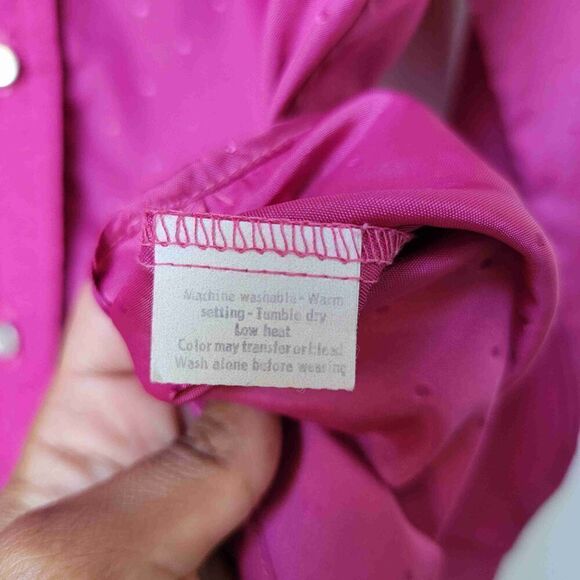 Machine washable - Warm
setting - Tumble dry
Low heat
Color may transfer or bleed
Wash alone before wearing